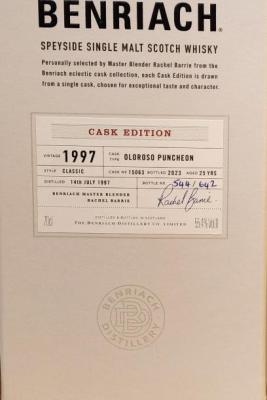 BENRIACH®
SPEYSIDE SINGLE MALT SCOTCH WHISKY
Personally selected by Master Blender Rachel Barrie from the
Benriach eclectic cask collection, each Cask Edition is drawn
from a single cask, chosen for exceptional taste and character.
CASK EDITION
VINTAGE 1997 CASK TYPE OLOROSO PUNCHEON
STYLE CLASSIC CASK Nº 15063 BOTTLED 2023 AGED 25 YRS
DISTILLED 14th JULY 1997 BOTTLE NO 544/642
BENRIACH MASTER BLENDER
RACHEL BARRIE Rachel Barrie
DISTILLED & BOTTLED IN SCOTLAND
70cl THE BENRIACH DISTILLERY CO. LIMITED
BENRIACH
DISTILLERY